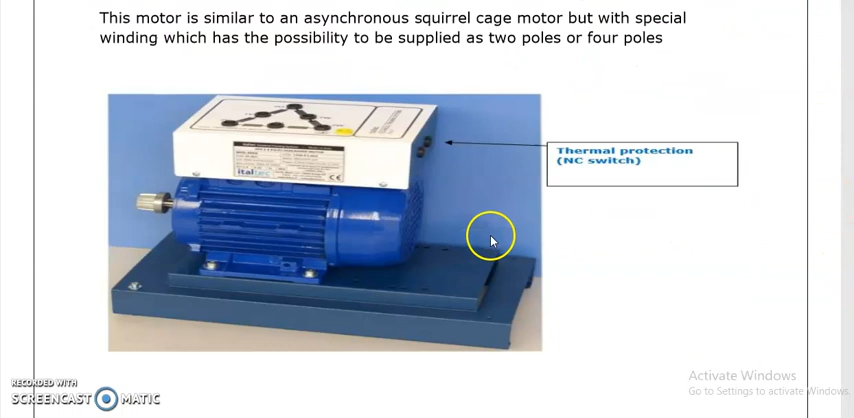 This motor is similar to an asynchronous squirrel cage motor but with special
winding which has the possibility to be supplied as two poles or four poles
Thermal protection
(NC switch)
italtec
CE
RECORDED WITH
SCREENCAST MATIC
Activate Windows
Go to Settings to activate Windows.